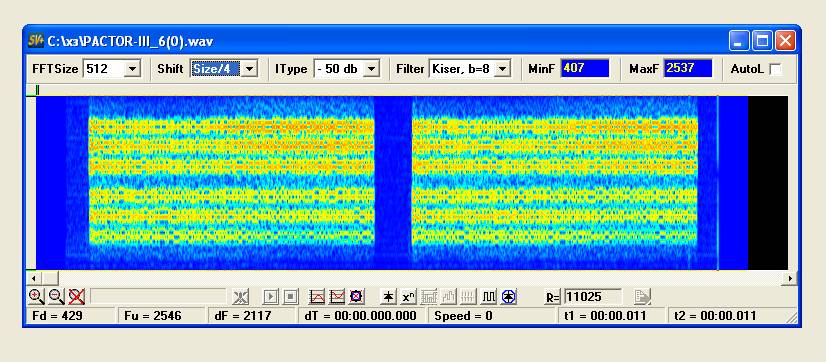 SV+ C:\хэ\PACTOR-III_6(0).wav
FFTSize 512 Shift Size/4 IType - 50 db Filter Kiser, b=8 MinF 407 MaxF 2537 AutoL
R= 11025
Fd = 429 Fu = 2546 dF = 2117 dT = 00:00.000.000 Speed = 0 t1 = 00:00.011 t2 = 00:00.011